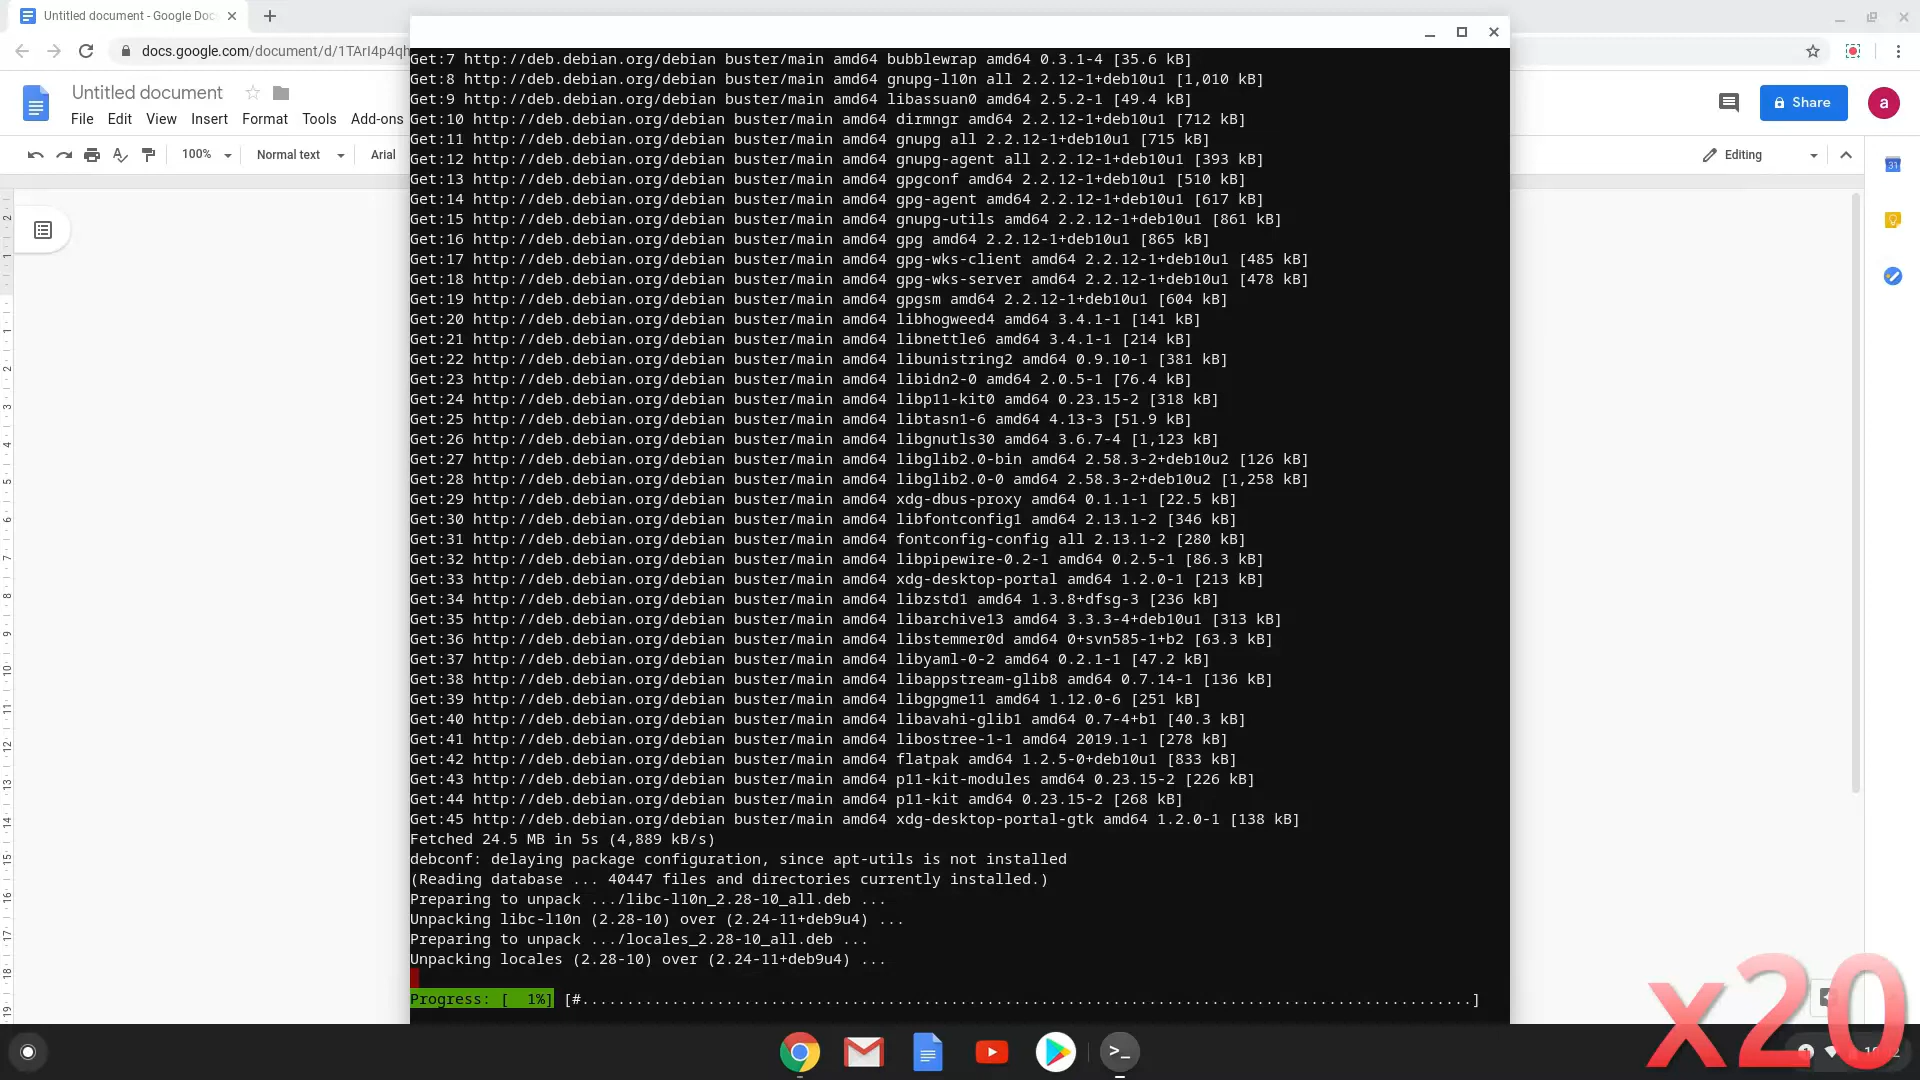 Untitled document - Google Doc
docs.google.com/document/d/1TArI4p4qh
Untitled document
File Edit View Insert Format Tools Add-ons
Share
a
100% Normal text Arial
Editing
31
Get:7 http://deb.debian.org/debian buster/main amd64 bubblewrap amd64 0.3.1-4 [35.6 kB]
Get:8 http://deb.debian.org/debian buster/main amd64 gnupg-l10n all 2.2.12-1+deb10u1 [1,010 kB]
Get:9 http://deb.debian.org/debian buster/main amd64 libassuan0 amd64 2.5.2-1 [49.4 kB]
Get:10 http://deb.debian.org/debian buster/main amd64 dirmngr amd64 2.2.12-1+deb10u1 [712 kB]
Get:11 http://deb.debian.org/debian buster/main amd64 gnupg all 2.2.12-1+deb10u1 [715 kB]
Get:12 http://deb.debian.org/debian buster/main amd64 gnupg-agent all 2.2.12-1+deb10u1 [393 kB]
Get:13 http://deb.debian.org/debian buster/main amd64 gpgconf amd64 2.2.12-1+deb10u1 [510 kB]
Get:14 http://deb.debian.org/debian buster/main amd64 gpg-agent amd64 2.2.12-1+deb10u1 [617 kB]
Get:15 http://deb.debian.org/debian buster/main amd64 gnupg-utils amd64 2.2.12-1+deb10u1 [861 kB]
Get:16 http://deb.debian.org/debian buster/main amd64 gpg amd64 2.2.12-1+deb10u1 [865 kB]
Get:17 http://deb.debian.org/debian buster/main amd64 gpg-wks-client amd64 2.2.12-1+deb10u1 [485 kB]
Get:18 http://deb.debian.org/debian buster/main amd64 gpg-wks-server amd64 2.2.12-1+deb10u1 [478 kB]
Get:19 http://deb.debian.org/debian buster/main amd64 gpgsm amd64 2.2.12-1+deb10u1 [604 kB]
Get:20 http://deb.debian.org/debian buster/main amd64 libhogweed4 amd64 3.4.1-1 [141 kB]
Get:21 http://deb.debian.org/debian buster/main amd64 libnettle6 amd64 3.4.1-1 [214 kB]
Get:22 http://deb.debian.org/debian buster/main amd64 libunistring2 amd64 0.9.10-1 [381 kB]
Get:23 http://deb.debian.org/debian buster/main amd64 libidn2-0 amd64 2.0.5-1 [76.4 kB]
Get:24 http://deb.debian.org/debian buster/main amd64 libp11-kit0 amd64 0.23.15-2 [318 kB]
Get:25 http://deb.debian.org/debian buster/main amd64 libtasn1-6 amd64 4.13-3 [51.9 kB]
Get:26 http://deb.debian.org/debian buster/main amd64 libgnutls30 amd64 3.6.7-4 [1,123 kB]
Get:27 http://deb.debian.org/debian buster/main amd64 libglib2.0-bin amd64 2.58.3-2+deb10u2 [126 kB]
Get:28 http://deb.debian.org/debian buster/main amd64 libglib2.0-0 amd64 2.58.3-2+deb10u2 [1,258 kB]
Get:29 http://deb.debian.org/debian buster/main amd64 xdg-dbus-proxy amd64 0.1.1-1 [22.5 kB]
Get:30 http://deb.debian.org/debian buster/main amd64 libfontconfig1 amd64 2.13.1-2 [346 kB]
Get:31 http://deb.debian.org/debian buster/main amd64 fontconfig-config all 2.13.1-2 [280 kB]
Get:32 http://deb.debian.org/debian buster/main amd64 libpipewire-0.2-1 amd64 0.2.5-1 [86.3 kB]
Get:33 http://deb.debian.org/debian buster/main amd64 xdg-desktop-portal amd64 1.2.0-1 [213 kB]
Get:34 http://deb.debian.org/debian buster/main amd64 libzstd1 amd64 1.3.8+dfsg-3 [236 kB]
Get:35 http://deb.debian.org/debian buster/main amd64 libarchive13 amd64 3.3.3-4+deb10u1 [313 kB]
Get:36 http://deb.debian.org/debian buster/main amd64 libstemmer0d amd64 0+svn585-1+b2 [63.3 kB]
Get:37 http://deb.debian.org/debian buster/main amd64 libyaml-0-2 amd64 0.2.1-1 [47.2 kB]
Get:38 http://deb.debian.org/debian buster/main amd64 libappstream-glib8 amd64 0.7.14-1 [136 kB]
Get:39 http://deb.debian.org/debian buster/main amd64 libgpgme11 amd64 1.12.0-6 [251 kB]
Get:40 http://deb.debian.org/debian buster/main amd64 libavahi-glib1 amd64 0.7-4+b1 [40.3 kB]
Get:41 http://deb.debian.org/debian buster/main amd64 libostree-1-1 amd64 2019.1-1 [278 kB]
Get:42 http://deb.debian.org/debian buster/main amd64 flatpak amd64 1.2.5-0+deb10u1 [833 kB]
Get:43 http://deb.debian.org/debian buster/main amd64 p11-kit-modules amd64 0.23.15-2 [226 kB]
Get:44 http://deb.debian.org/debian buster/main amd64 p11-kit amd64 0.23.15-2 [268 kB]
Get:45 http://deb.debian.org/debian buster/main amd64 xdg-desktop-portal-gtk amd64 1.2.0-1 [138 kB]
Fetched 24.5 MB in 5s (4,889 kB/s)
debconf: delaying package configuration, since apt-utils is not installed
(Reading database ... 40447 files and directories currently installed.)
Preparing to unpack .../libc-l10n_2.28-10_all.deb ...
Unpacking libc-l10n (2.28-10) over (2.24-11+deb9u4) ...
Preparing to unpack .../locales_2.28-10_all.deb ...
Unpacking locales (2.28-10) over (2.24-11+deb9u4) ...
Progress: [  1%] [#...................................................................................................]
x20